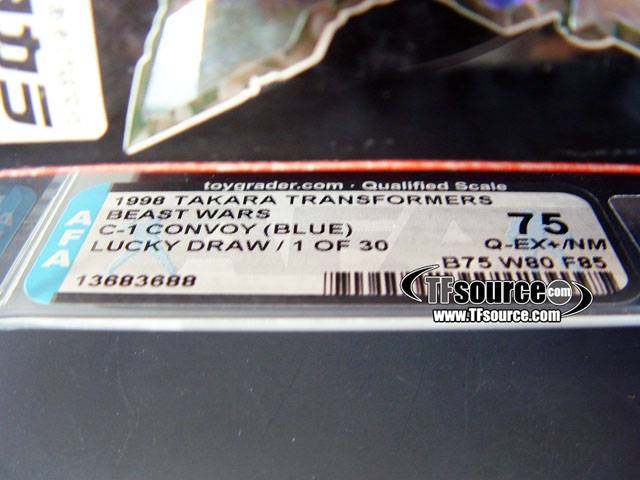 toygrader.com · Qualified Scale
AFA
1998 TAKARA TRANSFORMERS
BEAST WARS
C-1 CONVOY (BLUE)
LUCKY DRAW / 1 OF 30
75
Q-EX+/NM
B75 W80 F85
13683688
TFsource.com
www.TFsource.com